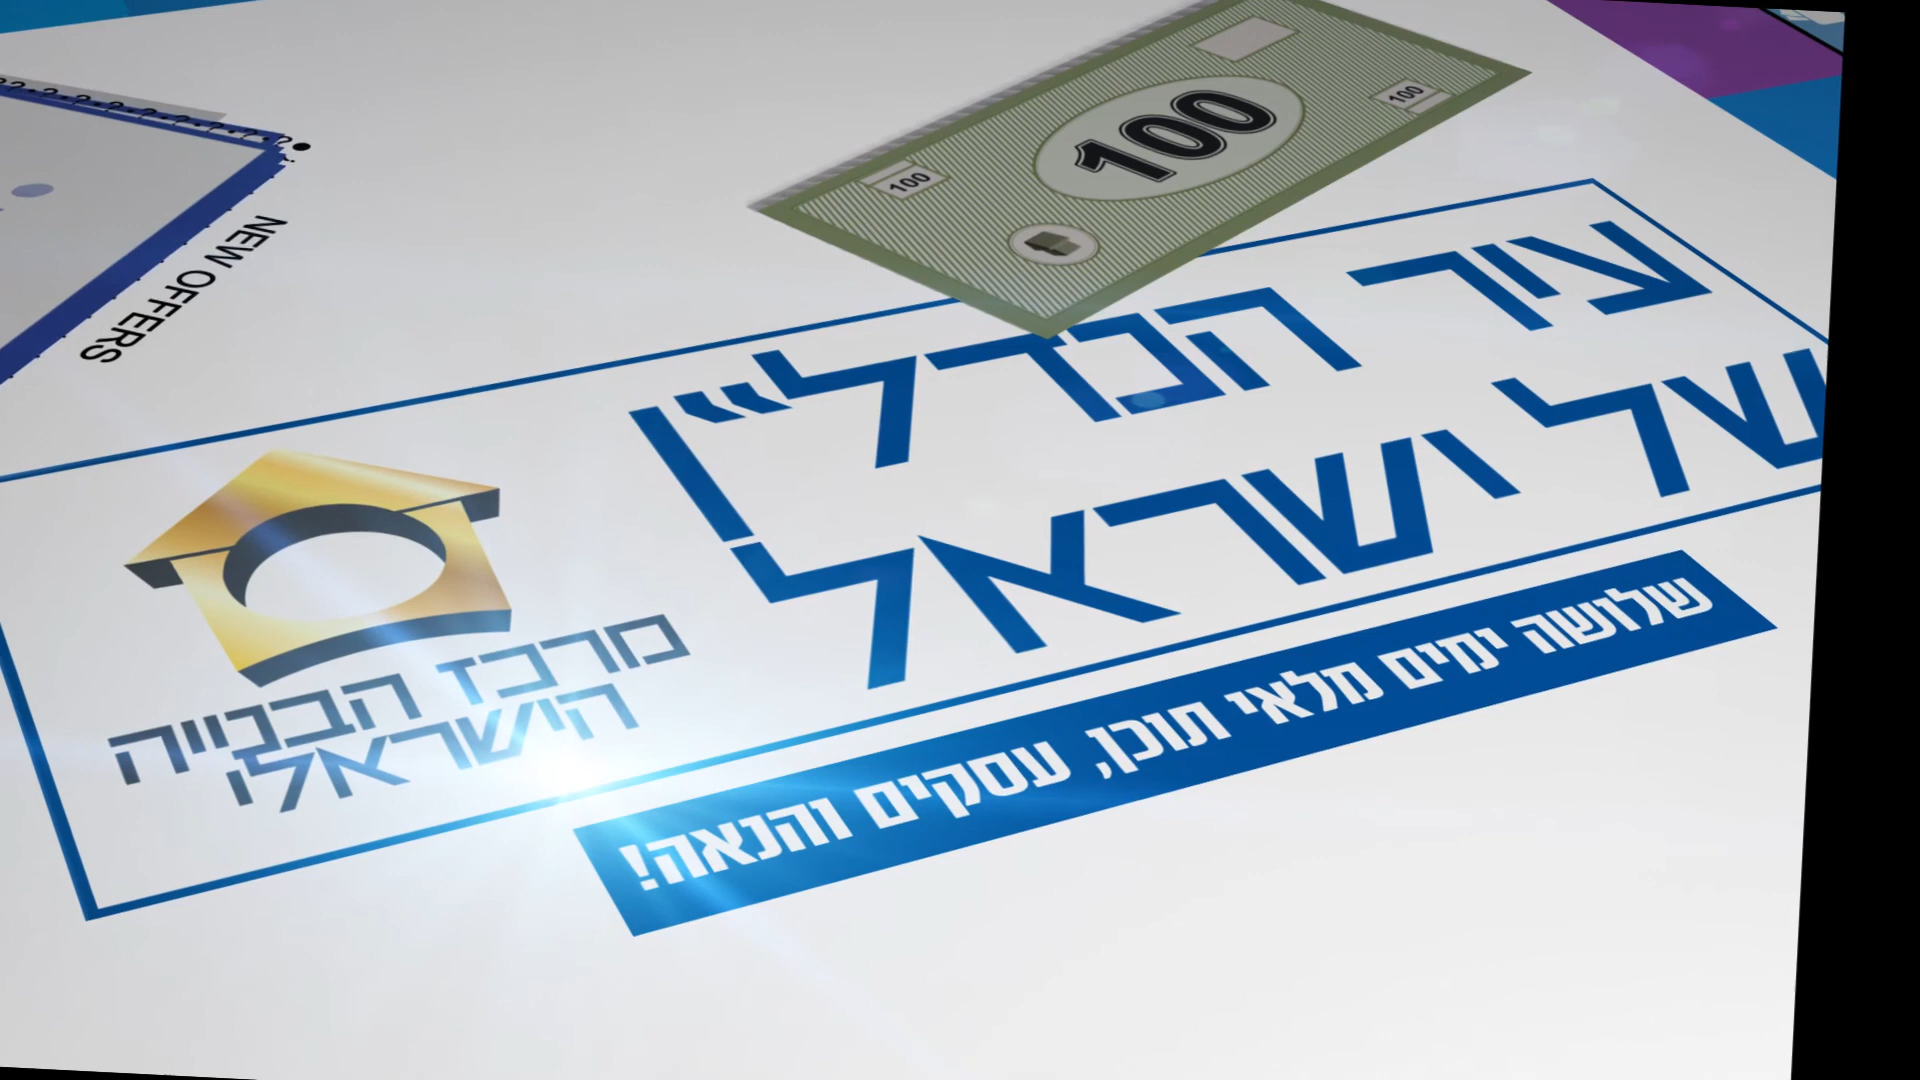 NEW OFFERS
100
100
100
עיר הנדל״ן
של ישראל
מרכז הבנייה
הישראלי
שלושה ימים מלאי תוכן, עסקים והנאה!